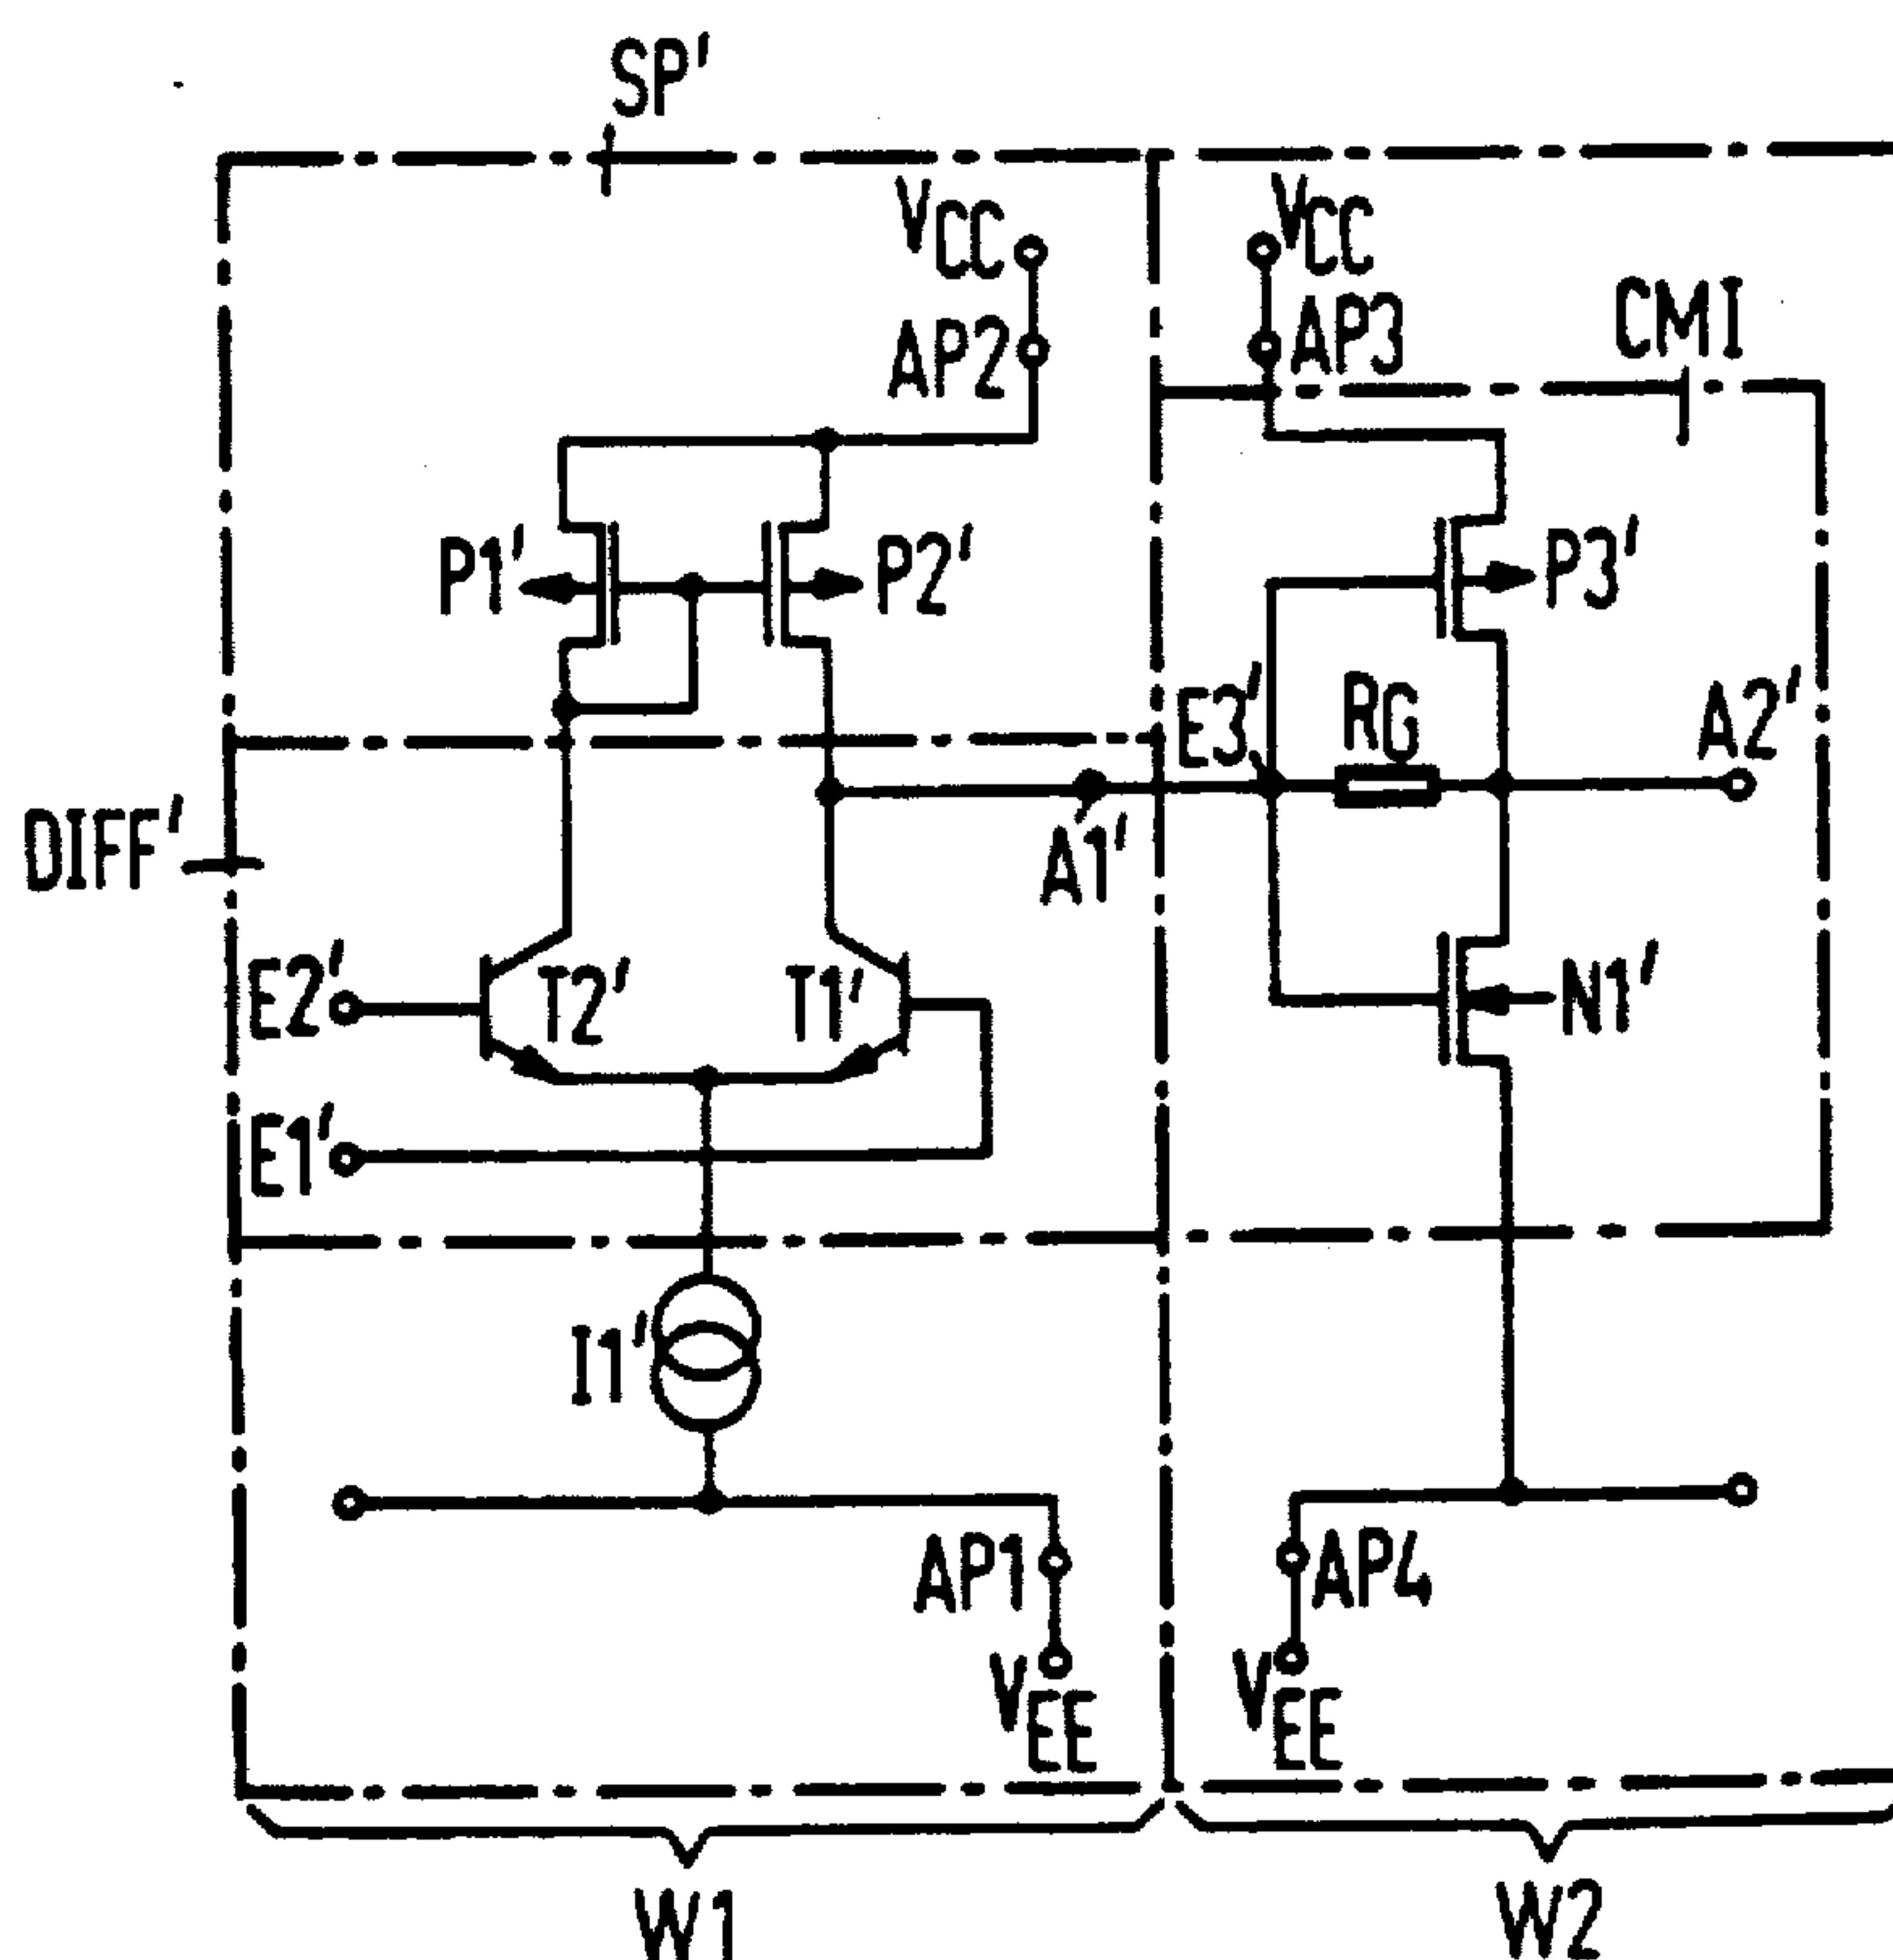 SP'
VCC
VCC
AP2
AP3
CMI
P1'
P2'
P3'
E3'
RG
A2'
DIFF'
A1'
E2'
T2'
T1'
N1'
E1'
I1'
AP1
AP4
VEE
VEE
W1
W2